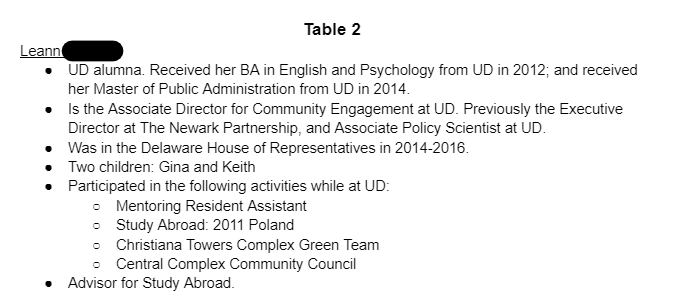 Table 2
Leann
● UD alumna. Received her BA in English and Psychology from UD in 2012; and received
her Master of Public Administration from UD in 2014.
● Is the Associate Director for Community Engagement at UD. Previously the Executive
Director at The Newark Partnership, and Associate Policy Scientist at UD.
● Was in the Delaware House of Representatives in 2014-2016.
● Two children: Gina and Keith
● Participated in the following activities while at UD:
○ Mentoring Resident Assistant
○ Study Abroad: 2011 Poland
○ Christiana Towers Complex Green Team
○ Central Complex Community Council
● Advisor for Study Abroad.